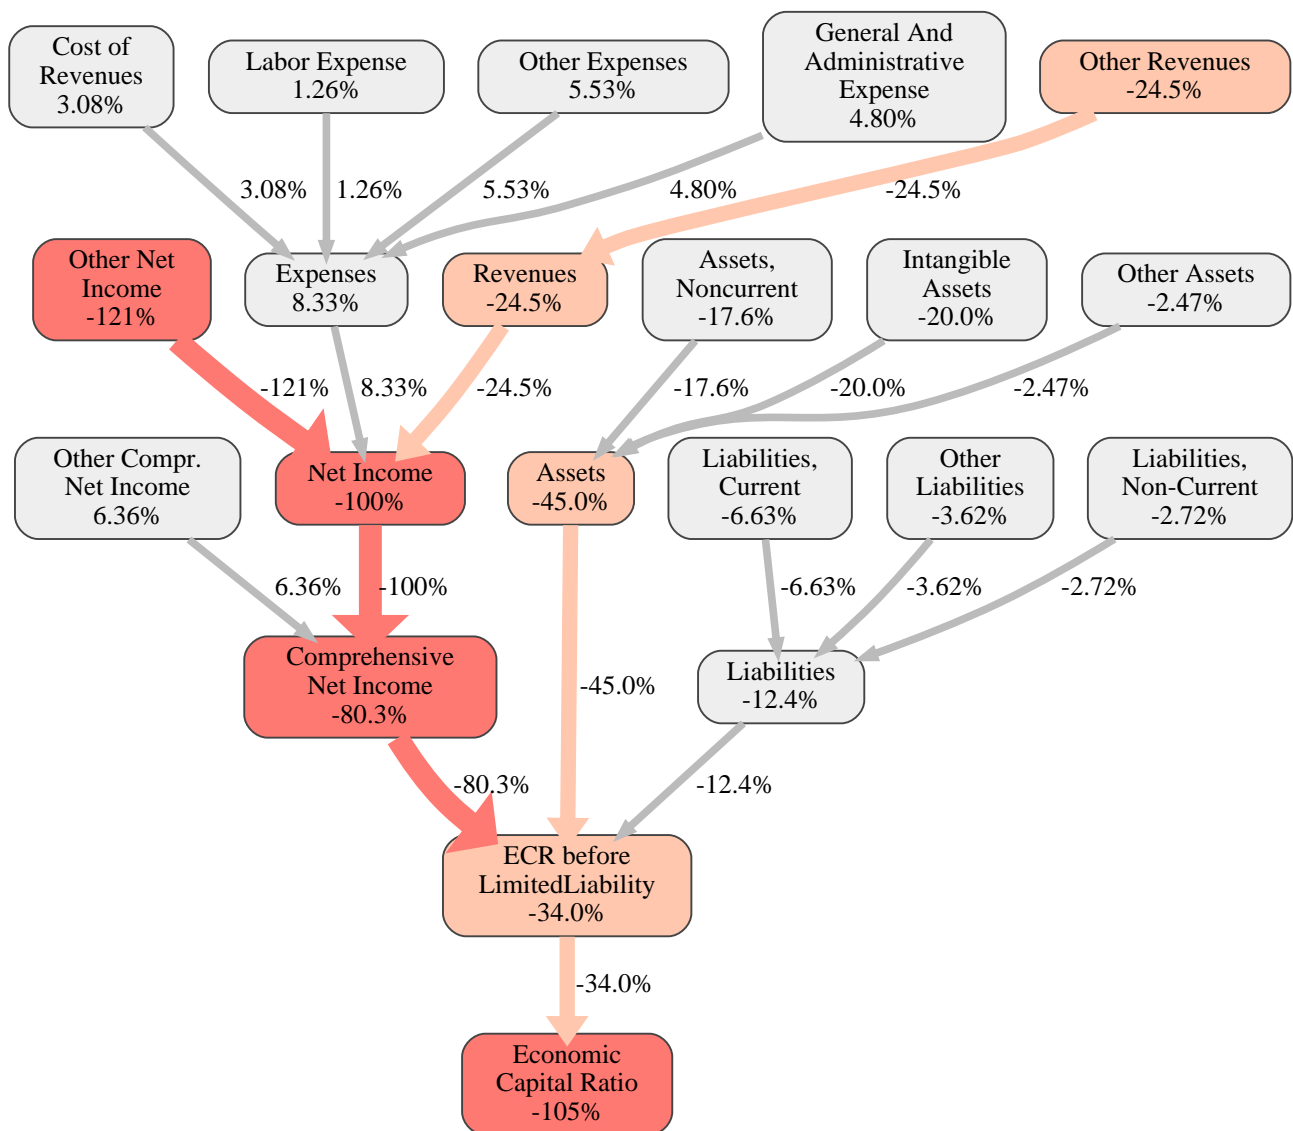 Cost of
Revenues
3.08%
Labor Expense
1.26%
Other Expenses
5.53%
General And
Administrative
Expense
4.80%
Other Revenues
-24.5%
3.08%
1.26%
5.53%
4.80%
-24.5%
Other Net
Income
-121%
Expenses
8.33%
Revenues
-24.5%
Assets,
Noncurrent
-17.6%
Intangible
Assets
-20.0%
Other Assets
-2.47%
-121%
8.33%
-24.5%
-17.6%
-20.0%
-2.47%
Other Compr.
Net Income
6.36%
Net Income
-100%
Assets
-45.0%
Liabilities,
Current
-6.63%
Other
Liabilities
-3.62%
Liabilities,
Non-Current
-2.72%
6.36%
-100%
-6.63%
-3.62%
-2.72%
Comprehensive
Net Income
-80.3%
-45.0%
Liabilities
-12.4%
-80.3%
-12.4%
ECR before
LimitedLiability
-34.0%
-34.0%
Economic
Capital Ratio
-105%